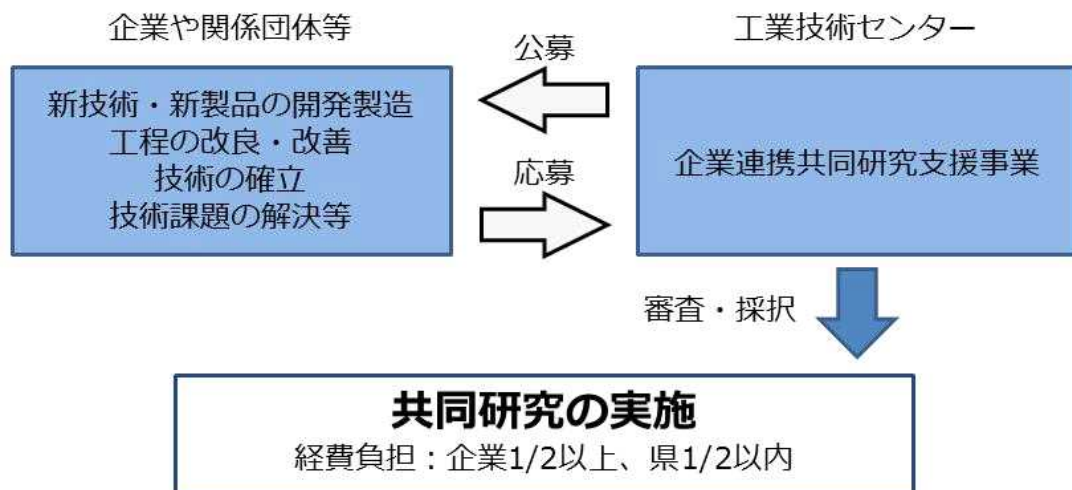 企業や関係団体等
新技術・新製品の開発製造
工程の改良・改善
技術の確立
技術課題の解決等
公募
応募
工業技術センター
企業連携共同研究支援事業
審査・採択
共同研究の実施
経費負担：企業1/2以上、県1/2以内